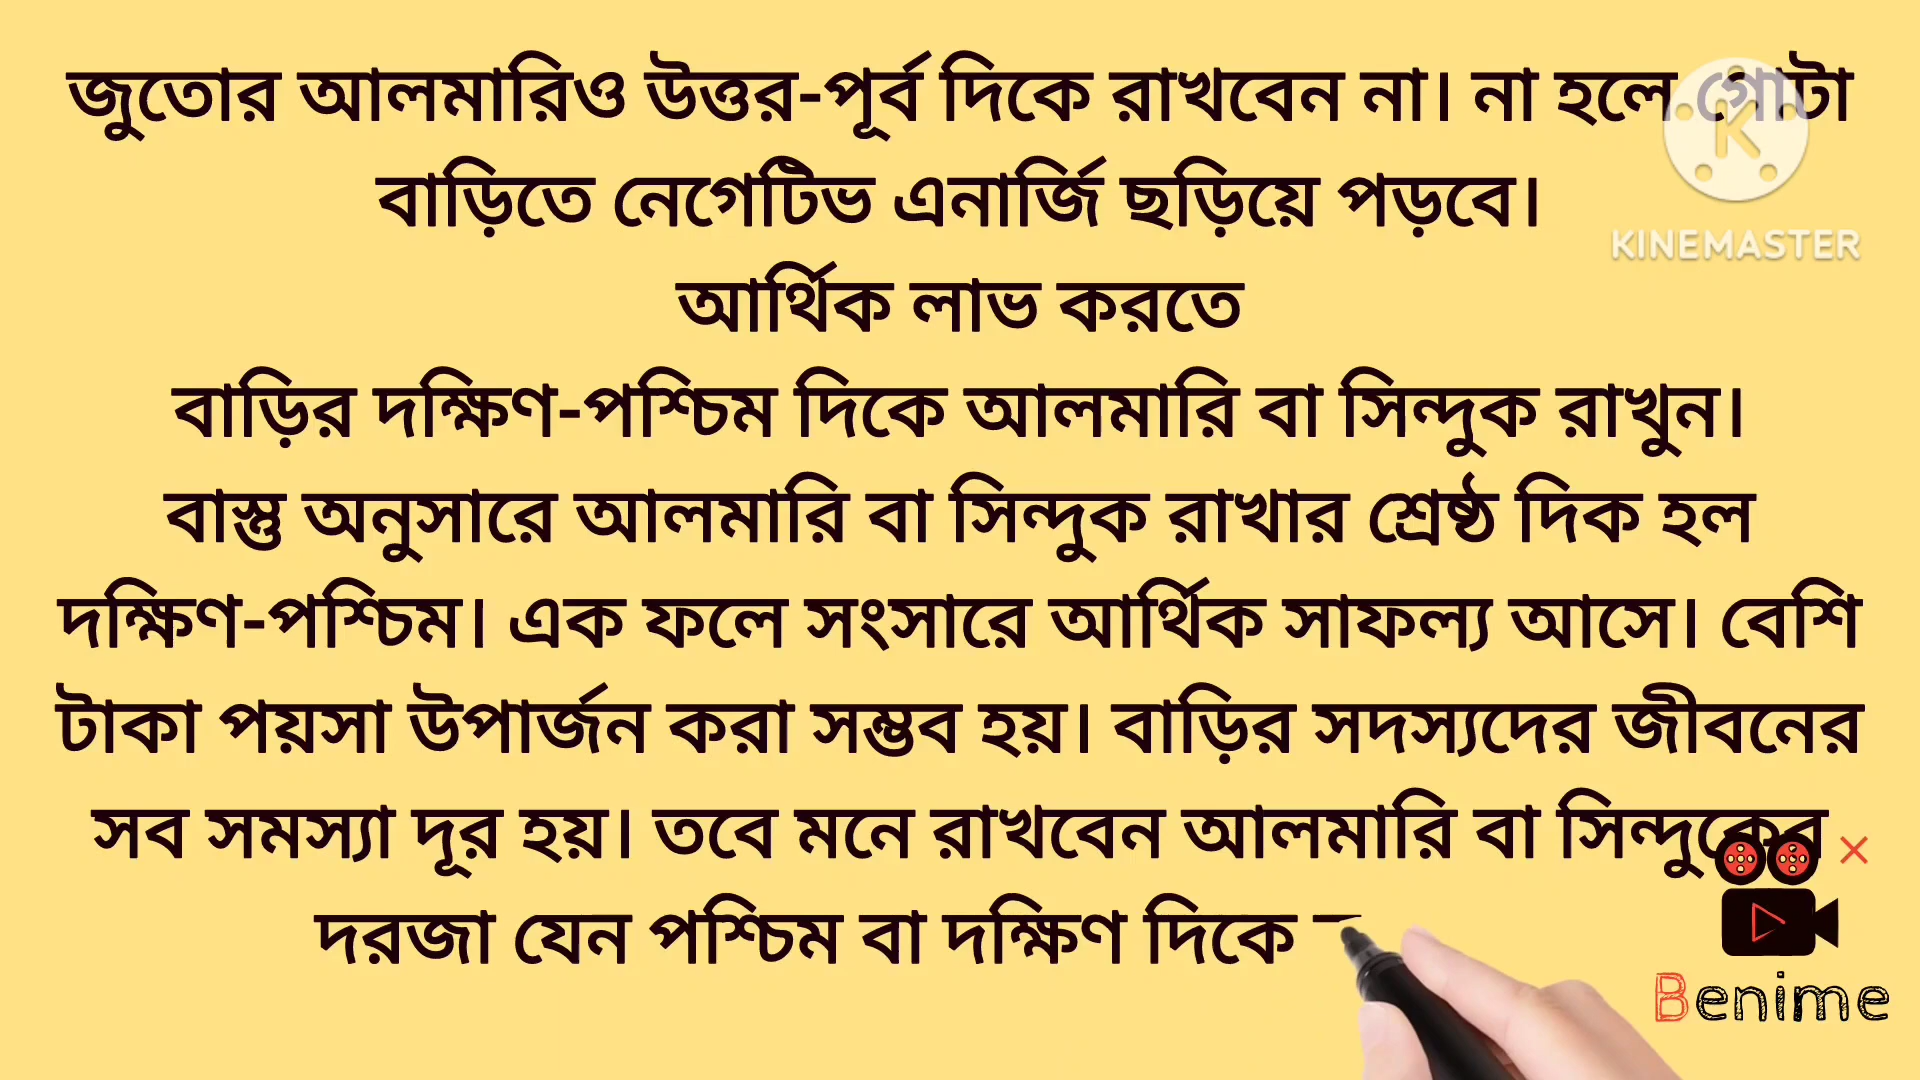 জুতোর আলমারিও উত্তর-পূর্ব দিকে রাখবেন না। না হলে গোটা
বাড়িতে নেগেটিভ এনার্জি ছড়িয়ে পড়বে।
KINEMASTER
আর্থিক লাভ করতে
বাড়ির দক্ষিণ-পশ্চিম দিকে আলমারি বা সিন্দুক রাখুন।
বাস্তু অনুসারে আলমারি বা সিন্দুক রাখার শ্রেষ্ঠ দিক হল
দক্ষিণ-পশ্চিম। এক ফলে সংসারে আর্থিক সাফল্য আসে। বেশি
টাকা পয়সা উপার্জন করা সম্ভব হয়। বাড়ির সদস্যদের জীবনের
সব সমস্যা দূর হয়। তবে মনে রাখবেন আলমারি বা সিন্দুকের
দরজা যেন পশ্চিম বা দক্ষিণ দিকে
Benime